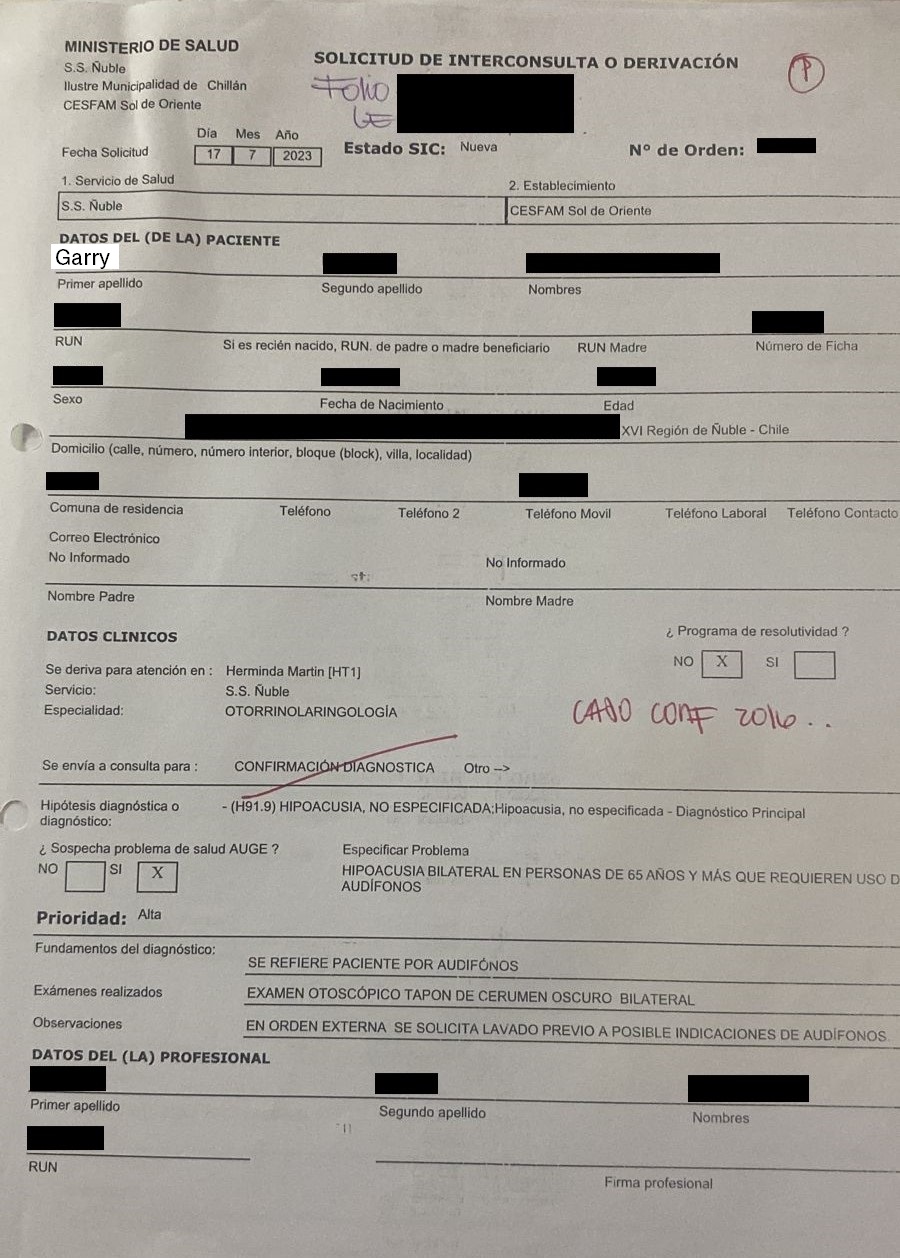 MINISTERIO DE SALUD
S.S. Ñuble
Ilustre Municipalidad de Chillán
CESFAM Sol de Oriente
SOLICITUD DE INTERCONSULTA O DERIVACIÓN
P
Folio
GE
Día Mes Año
Fecha Solicitud 17 7 2023
Estado SIC: Nueva
Nº de Orden:
1. Servicio de Salud 2. Establecimiento
S.S. Ñuble CESFAM Sol de Oriente
DATOS DEL (DE LA) PACIENTE
Garry
Primer apellido Segundo apellido Nombres
RUN Si es recién nacido, RUN. de padre o madre beneficiario RUN Madre Número de Ficha
Sexo Fecha de Nacimiento Edad
XVI Región de Ñuble - Chile
Domicilio (calle, número, número interior, bloque (block), villa, localidad)
Comuna de residencia Teléfono Teléfono 2 Teléfono Movil Teléfono Laboral Teléfono Contacto
Correo Electrónico
No Informado No Informado
Nombre Padre Nombre Madre
DATOS CLINICOS
¿ Programa de resolutividad ?
NO X SI
Se deriva para atención en : Herminda Martin [HT1]
Servicio: S.S. Ñuble
Especialidad: OTORRINOLARINGOLOGÍA
CASO CONF 2016 . .
Se envía a consulta para : CONFIRMACIÓN DIAGNOSTICA Otro -->
Hipótesis diagnóstica o diagnóstico: - (H91.9) HIPOACUSIA, NO ESPECIFICADA;Hipoacusia, no especificada - Diagnóstico Principal
¿ Sospecha problema de salud AUGE ? Especificar Problema
NO SI X
HIPOACUSIA BILATERAL EN PERSONAS DE 65 AÑOS Y MÁS QUE REQUIEREN USO D
AUDÍFONOS
Prioridad: Alta
Fundamentos del diagnóstico: SE REFIERE PACIENTE POR AUDIFÓNOS
Exámenes realizados EXAMEN OTOSCÓPICO TAPON DE CERUMEN OSCURO BILATERAL
Observaciones EN ORDEN EXTERNA SE SOLICITA LAVADO PREVIO A POSIBLE INDICACIONES DE AUDÍFONOS.
DATOS DEL (LA) PROFESIONAL
Primer apellido Segundo apellido Nombres
RUN
Firma profesional